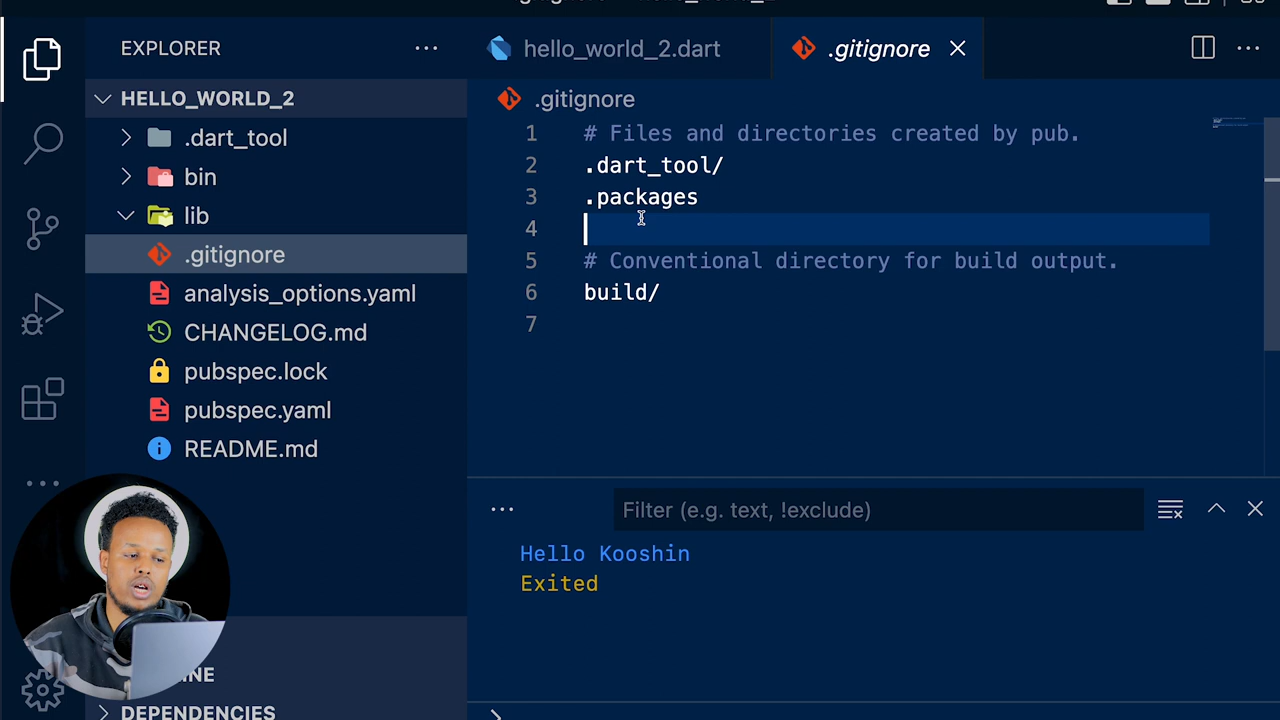 EXPLORER
HELLO_WORLD_2
.dart_tool
bin
lib
.gitignore
analysis_options.yaml
CHANGELOG.md
pubspec.lock
pubspec.yaml
README.md
DEPENDENCIES
hello_world_2.dart
.gitignore
.gitignore
1 # Files and directories created by pub.
2 .dart_tool/
3 .packages
4
5 # Conventional directory for build output.
6 build/
7
Filter (e.g. text, !exclude)
Hello Kooshin
Exited